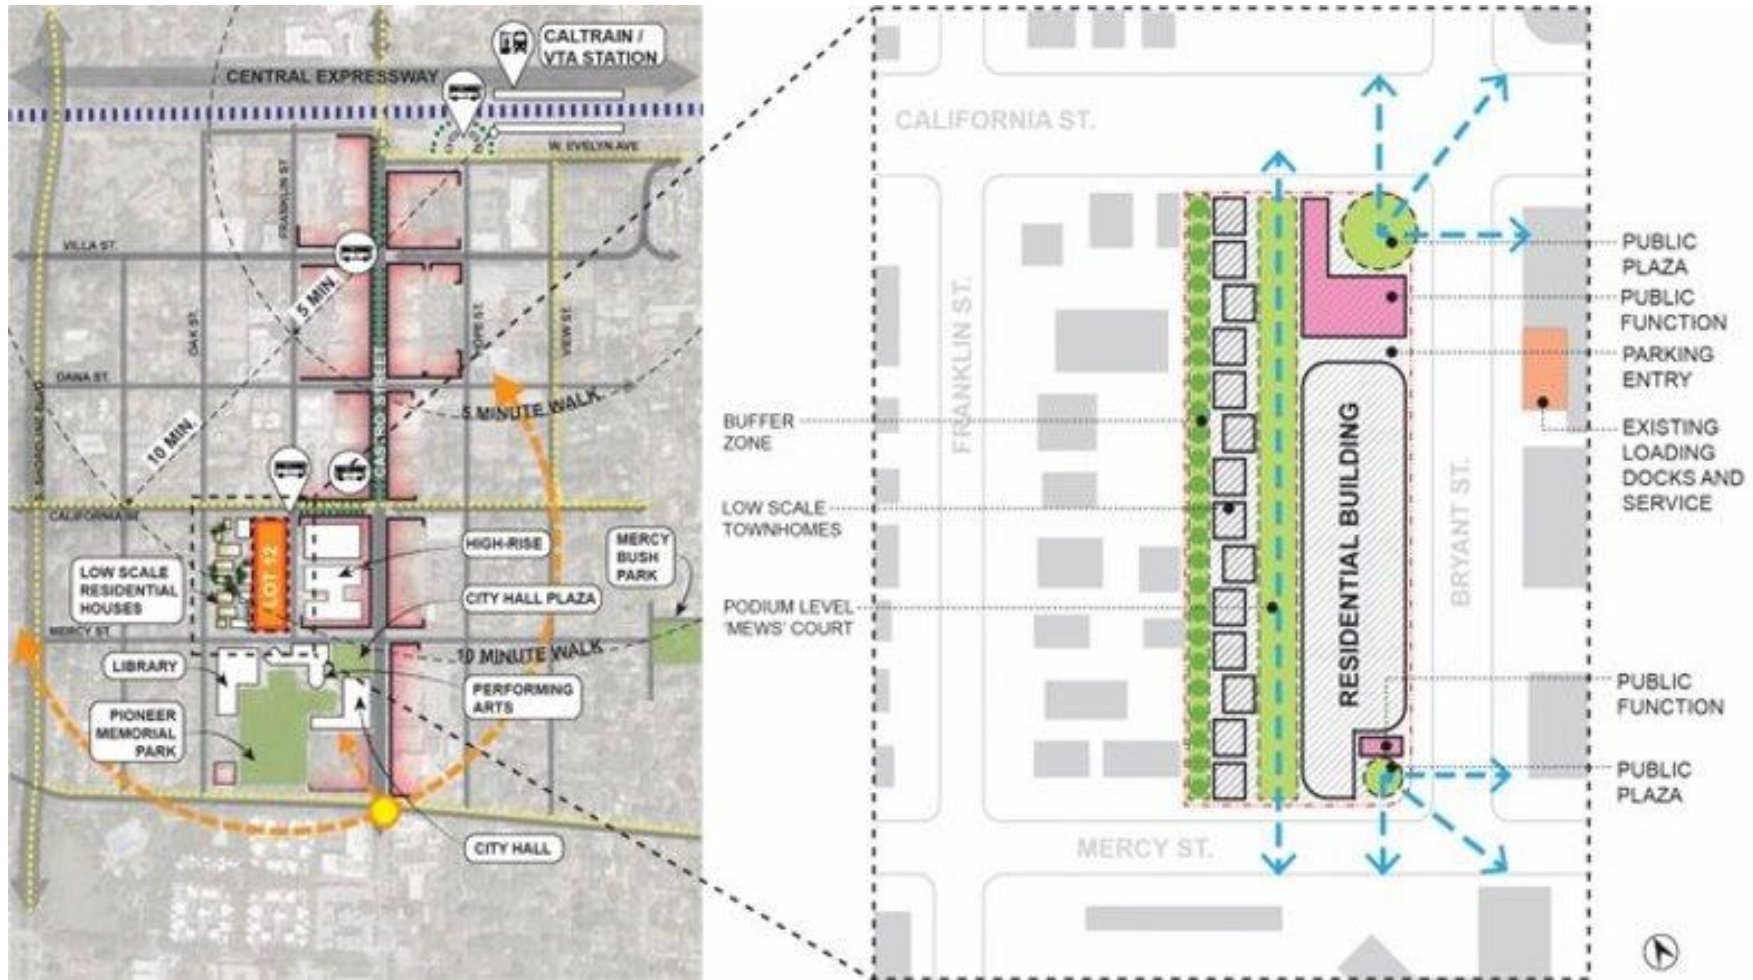 CALTRAIN /
VTA STATION
CENTRAL EXPRESSWAY
W. EVELYN AVE
FRANKLIN ST.
VILLA ST.
5 MIN.
OAK ST.
HOPE ST.
VIEW ST.
CASTRO STREET
DANA ST.
S. SHORELINE BLVD
5 MINUTE WALK
10 MIN.
CALIFORNIA ST.
LOT 12
HIGH-RISE
MERCY
BUSH
PARK
LOW SCALE
RESIDENTIAL
HOUSES
CITY HALL PLAZA
MERCY ST.
10 MINUTE WALK
LIBRARY
PERFORMING
ARTS
PIONEER
MEMORIAL
PARK
CITY HALL
CALIFORNIA ST.
FRANKLIN ST.
BRYANT ST.
MERCY ST.
RESIDENTIAL BUILDING
BUFFER
ZONE
LOW SCALE
TOWNHOMES
PODIUM LEVEL
'MEWS' COURT
PUBLIC
PLAZA
PUBLIC
FUNCTION
PARKING
ENTRY
EXISTING
LOADING
DOCKS AND
SERVICE
PUBLIC
FUNCTION
PUBLIC
PLAZA